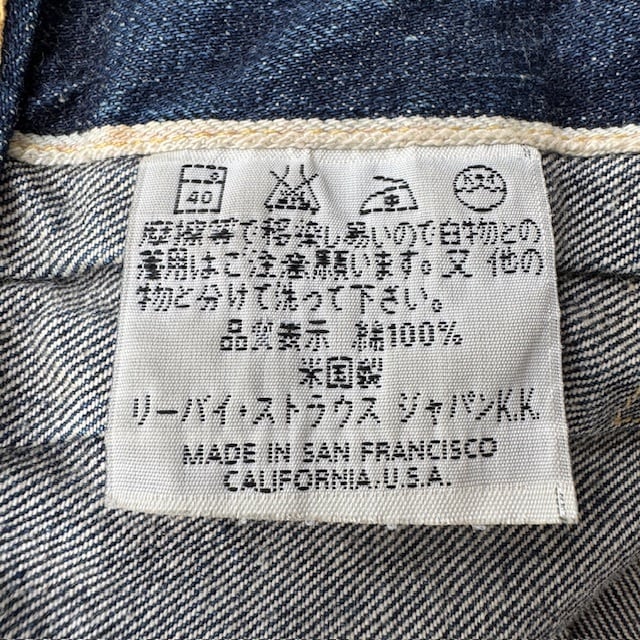 40
摩擦等で移染し易いので白物との
着用はご注意願います。又 他の
物と分けて洗って下さい。
品質表示 綿100%
米国製
リーバイ・ストラウス ジャパンK.K.
MADE IN SAN FRANCISCO
CALIFORNIA.U.S.A.